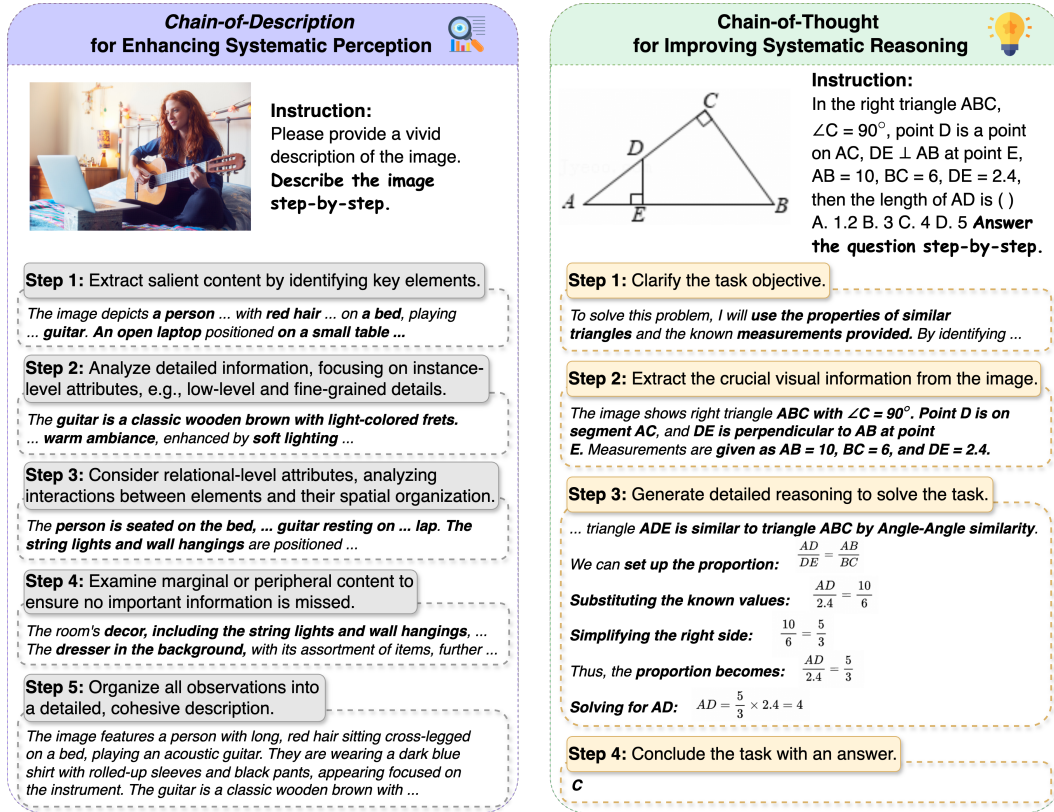 Chain-of-Description
for Enhancing Systematic Perception
Instruction:
Please provide a vivid
description of the image.
Describe the image
step-by-step.
Step 1: Extract salient content by identifying key elements.
The image depicts a person ... with red hair ... on a bed, playing
... guitar. An open laptop positioned on a small table ...
Step 2: Analyze detailed information, focusing on instance-
level attributes, e.g., low-level and fine-grained details.
The guitar is a classic wooden brown with light-colored frets.
... warm ambiance, enhanced by soft lighting ...
Step 3: Consider relational-level attributes, analyzing
interactions between elements and their spatial organization.
The person is seated on the bed, ... guitar resting on ... lap. The
string lights and wall hangings are positioned ...
Step 4: Examine marginal or peripheral content to
ensure no important information is missed.
The room's decor, including the string lights and wall hangings, ...
The dresser in the background, with its assortment of items, further ...
Step 5: Organize all observations into
a detailed, cohesive description.
The image features a person with long, red hair sitting cross-legged
on a bed, playing an acoustic guitar. They are wearing a dark blue
shirt with rolled-up sleeves and black pants, appearing focused on
the instrument. The guitar is a classic wooden brown with ...
Chain-of-Thought
for Improving Systematic Reasoning
C
D
A
E
B
Instruction:
In the right triangle ABC,
∠C = 90°, point D is a point
on AC, DE ⊥ AB at point E,
AB = 10, BC = 6, DE = 2.4,
then the length of AD is ( )
A. 1.2 B. 3 C. 4 D. 5 Answer
the question step-by-step.
Step 1: Clarify the task objective.
To solve this problem, I will use the properties of similar
triangles and the known measurements provided. By identifying ...
Step 2: Extract the crucial visual information from the image.
The image shows right triangle ABC with ∠C = 90°. Point D is on
segment AC, and DE is perpendicular to AB at point
E. Measurements are given as AB = 10, BC = 6, and DE = 2.4.
Step 3: Generate detailed reasoning to solve the task.
... triangle ADE is similar to triangle ABC by Angle-Angle similarity.
We can set up the proportion: AD/DE = AB/BC
Substituting the known values: AD/2.4 = 10/6
Simplifying the right side: 10/6 = 5/3
Thus, the proportion becomes: AD/2.4 = 5/3
Solving for AD: AD = 5/3 × 2.4 = 4
Step 4: Conclude the task with an answer.
C